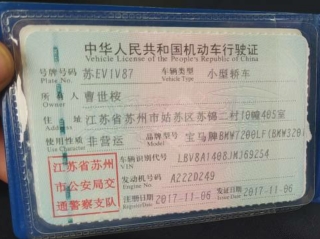 中华人民共和国机动车行驶证
Vehicle License of the People's Republic of China
号牌号码 苏EV1V87 车辆类型 小型轿车
Plate No. Vehicle Type
所有人 曹世桉
Owner
住址 江苏省苏州市姑苏区苏锦二村10幢405室
Address
使用性质 非营运 品牌型号 宝马牌BMW7200LF(BMW320
Use Character Model
江苏省苏州
市公安局交
通警察支队
车辆识别代号 LBV8A1408JM
VIN
发动机号码 A222D249
Engine No.
注册日期 2017-11-06 发证日期 2017-11-06
Register Date Issue Date